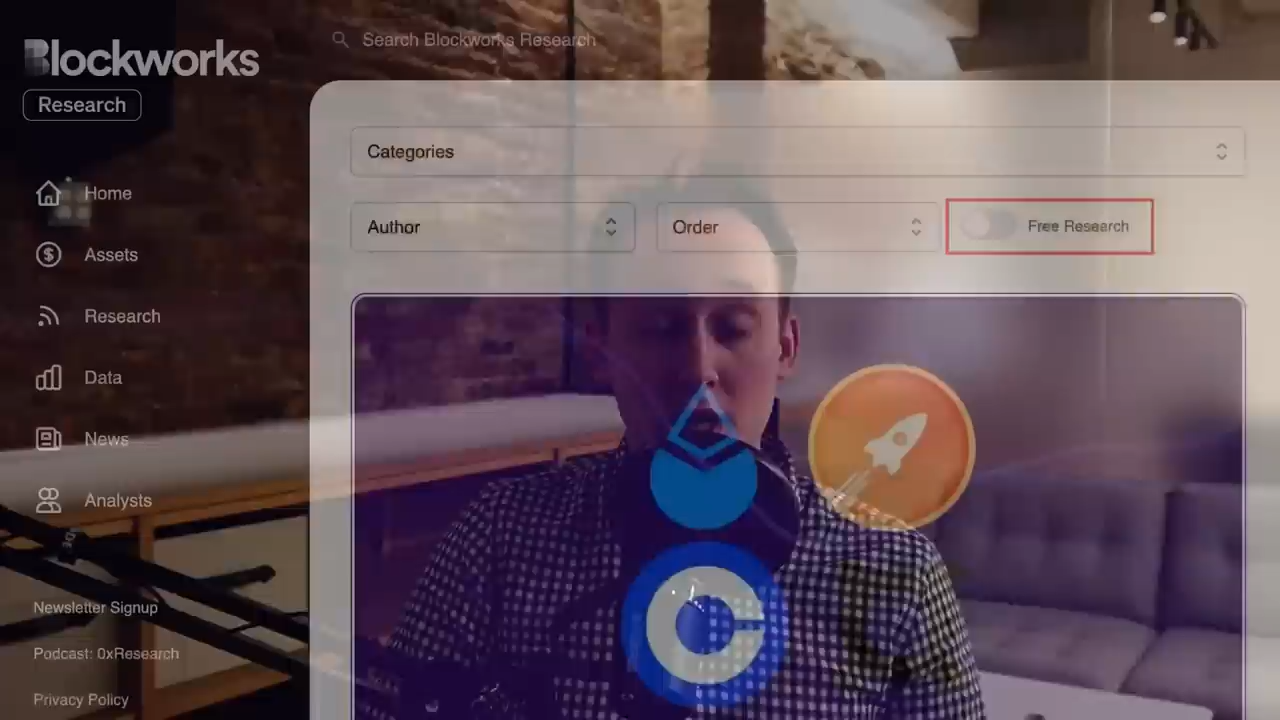 Blockworks
Research
Search Blockworks Research
Home
Assets
Research
Data
News
Analysts
Newsletter Signup
Podcast: 0xResearch
Privacy Policy
Categories
Author
Order
Free Research